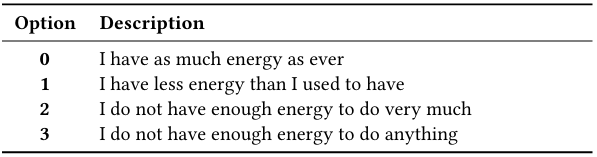 Option Description
0 I have as much energy as ever
1 I have less energy than I used to have
2 I do not have enough energy to do very much
3 I do not have enough energy to do anything